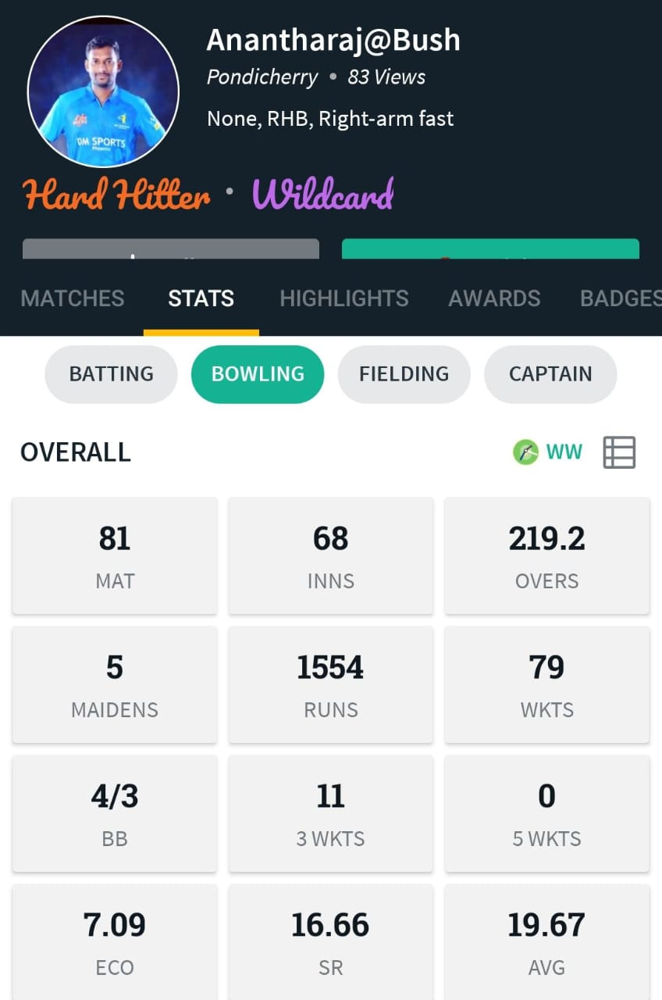 Anantharaj@Bush
Pondicherry • 83 Views
None, RHB, Right-arm fast
DM SPORTS
Hard Hitter • Wildcard
MATCHES STATS HIGHLIGHTS AWARDS BADGES
BATTING BOWLING FIELDING CAPTAIN
OVERALL WW
81 68 219.2
MAT INNS OVERS
5 1554 79
MAIDENS RUNS WKTS
4/3 11 0
BB 3 WKTS 5 WKTS
7.09 16.66 19.67
ECO SR AVG